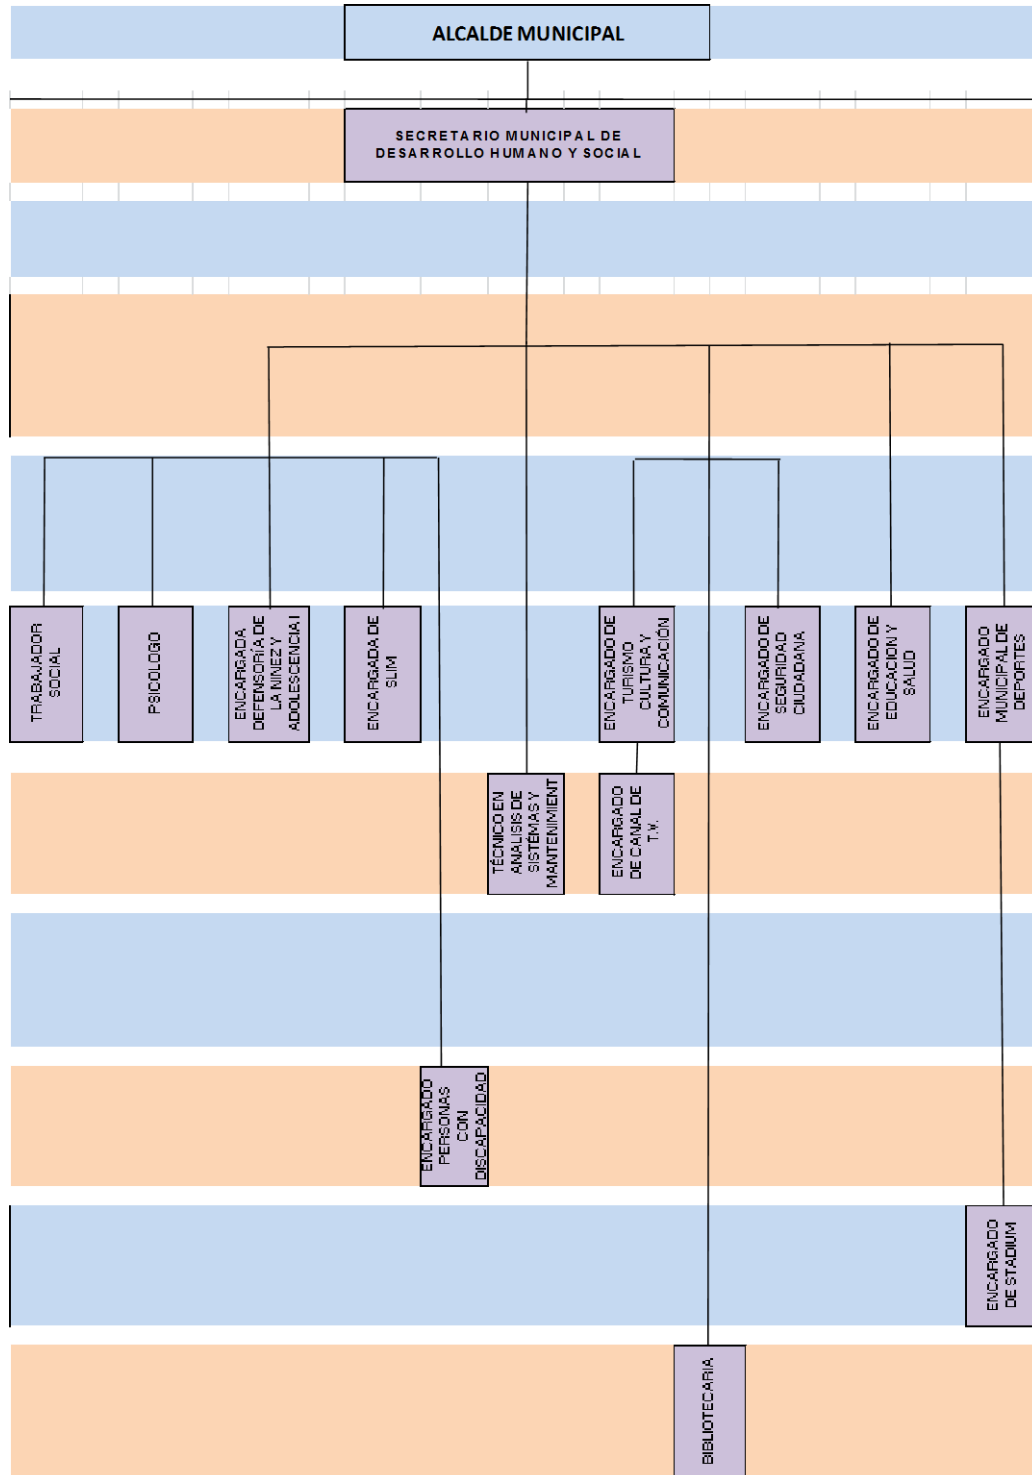 ALCALDE MUNICIPAL
SECRETARIO MUNICIPAL DE
DESARROLLO HUMANO Y SOCIAL
TRABAJADOR
SOCIAL
PSICOLOGO
ENCARGADA
DEFENSORÍA DE
LA NIÑEZ Y
ADOLESCENCIA I
ENCARGADA DE
SLIM
ENCARGADO DE
TURISMO
CULTURA Y
COMUNICACIÓN
ENCARGADO DE
SEGURIDAD
CIUDADANA
ENCARGADO DE
EDUCACION Y
SALUD
ENCARGADO
MUNICIPAL DE
DEPORTES
TÉCNICO EN
ANALISIS DE
SISTÉMAS Y
MANTENIMIENT
ENCARGADO
DE CANAL DE
T.V.
ENCARGADO
PERSONAS
CON
DISCAPACIDAD
ENCARGADO
DE STADIUM
BIBLIOTECARIA